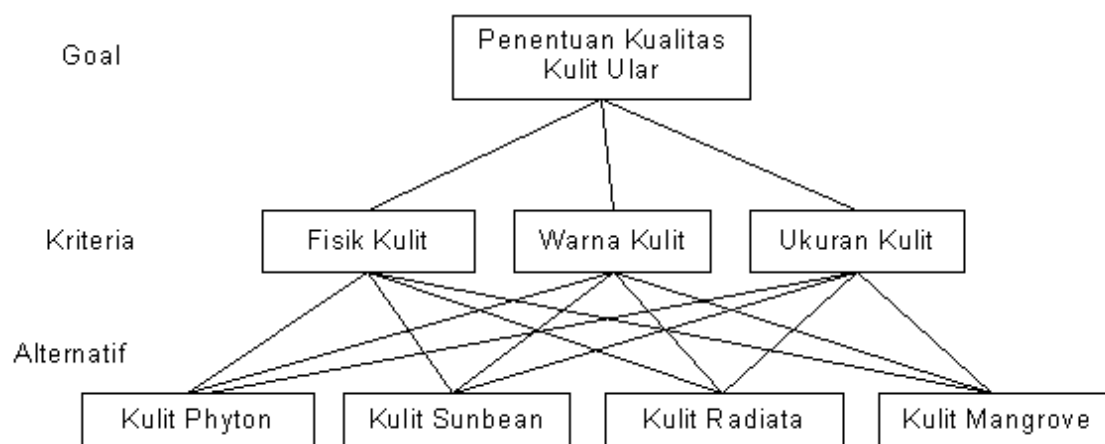 Goal
Penentuan Kualitas
Kulit Ular
Kriteria
Fisik Kulit
Warna Kulit
Ukuran Kulit
Alternatif
Kulit Phyton
Kulit Sunbean
Kulit Radiata
Kulit Mangrove